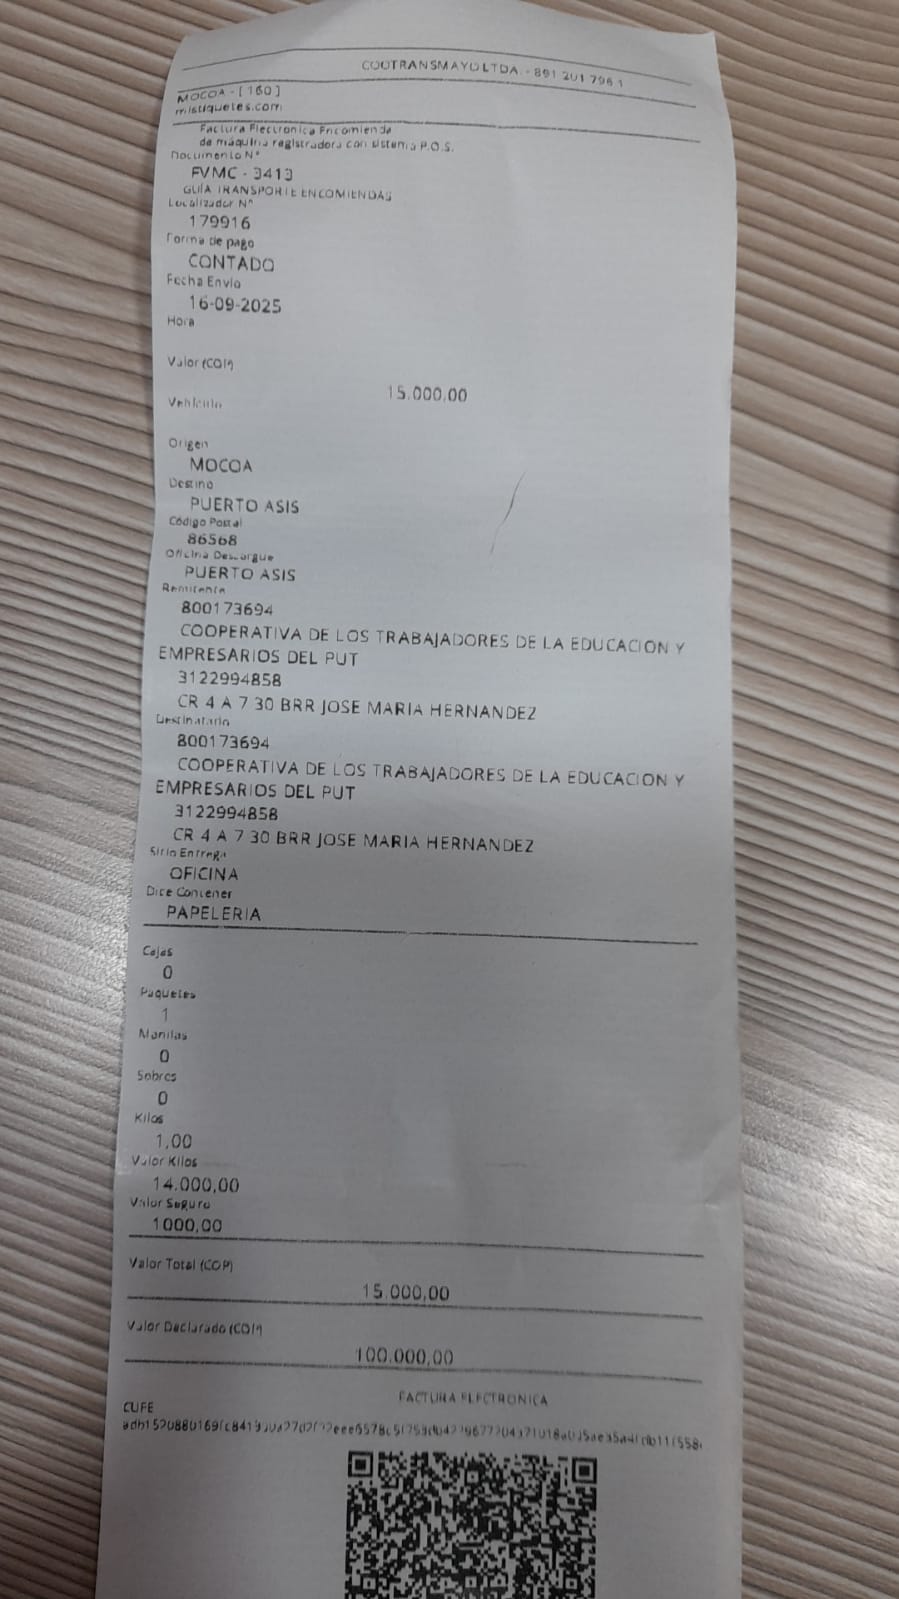 COOTRANSMAYO LTDA. - 891 201 796 1
MOCOA - [160]
mistiquetes.com
Factura Electronica Encomienda
de máquina registradora con sistema P.O.S.
Documento N°
FVMC - 3413
GUÍA TRANSPORTE ENCOMIENDAS
Localizador N°
179916
Forma de pago
CONTADO
Fecha Envío
16-09-2025
Hora
Valor (COP)
15.000,00
Vehículo
Origen
MOCOA
Destino
PUERTO ASIS
Código Postal
86568
Oficina Descargue
PUERTO ASIS
Remitente
800173694
COOPERATIVA DE LOS TRABAJADORES DE LA EDUCACION Y
EMPRESARIOS DEL PUT
3122994858
CR 4 A 7 30 BRR JOSE MARIA HERNANDEZ
Destinatario
800173694
COOPERATIVA DE LOS TRABAJADORES DE LA EDUCACION Y
EMPRESARIOS DEL PUT
3122994858
CR 4 A 7 30 BRR JOSE MARIA HERNANDEZ
Sitio Entrega
OFICINA
Dice Contener
PAPELERIA
Cajas
0
Paquetes
1
Manilas
0
Sobres
0
Kilos
1,00
Valor Kilos
14.000,00
Valor Seguro
1000,00
Valor Total (COP)
15.000,00
Valor Declarado (COP)
100.000,00
FACTURA ELECTRONICA
CUFE